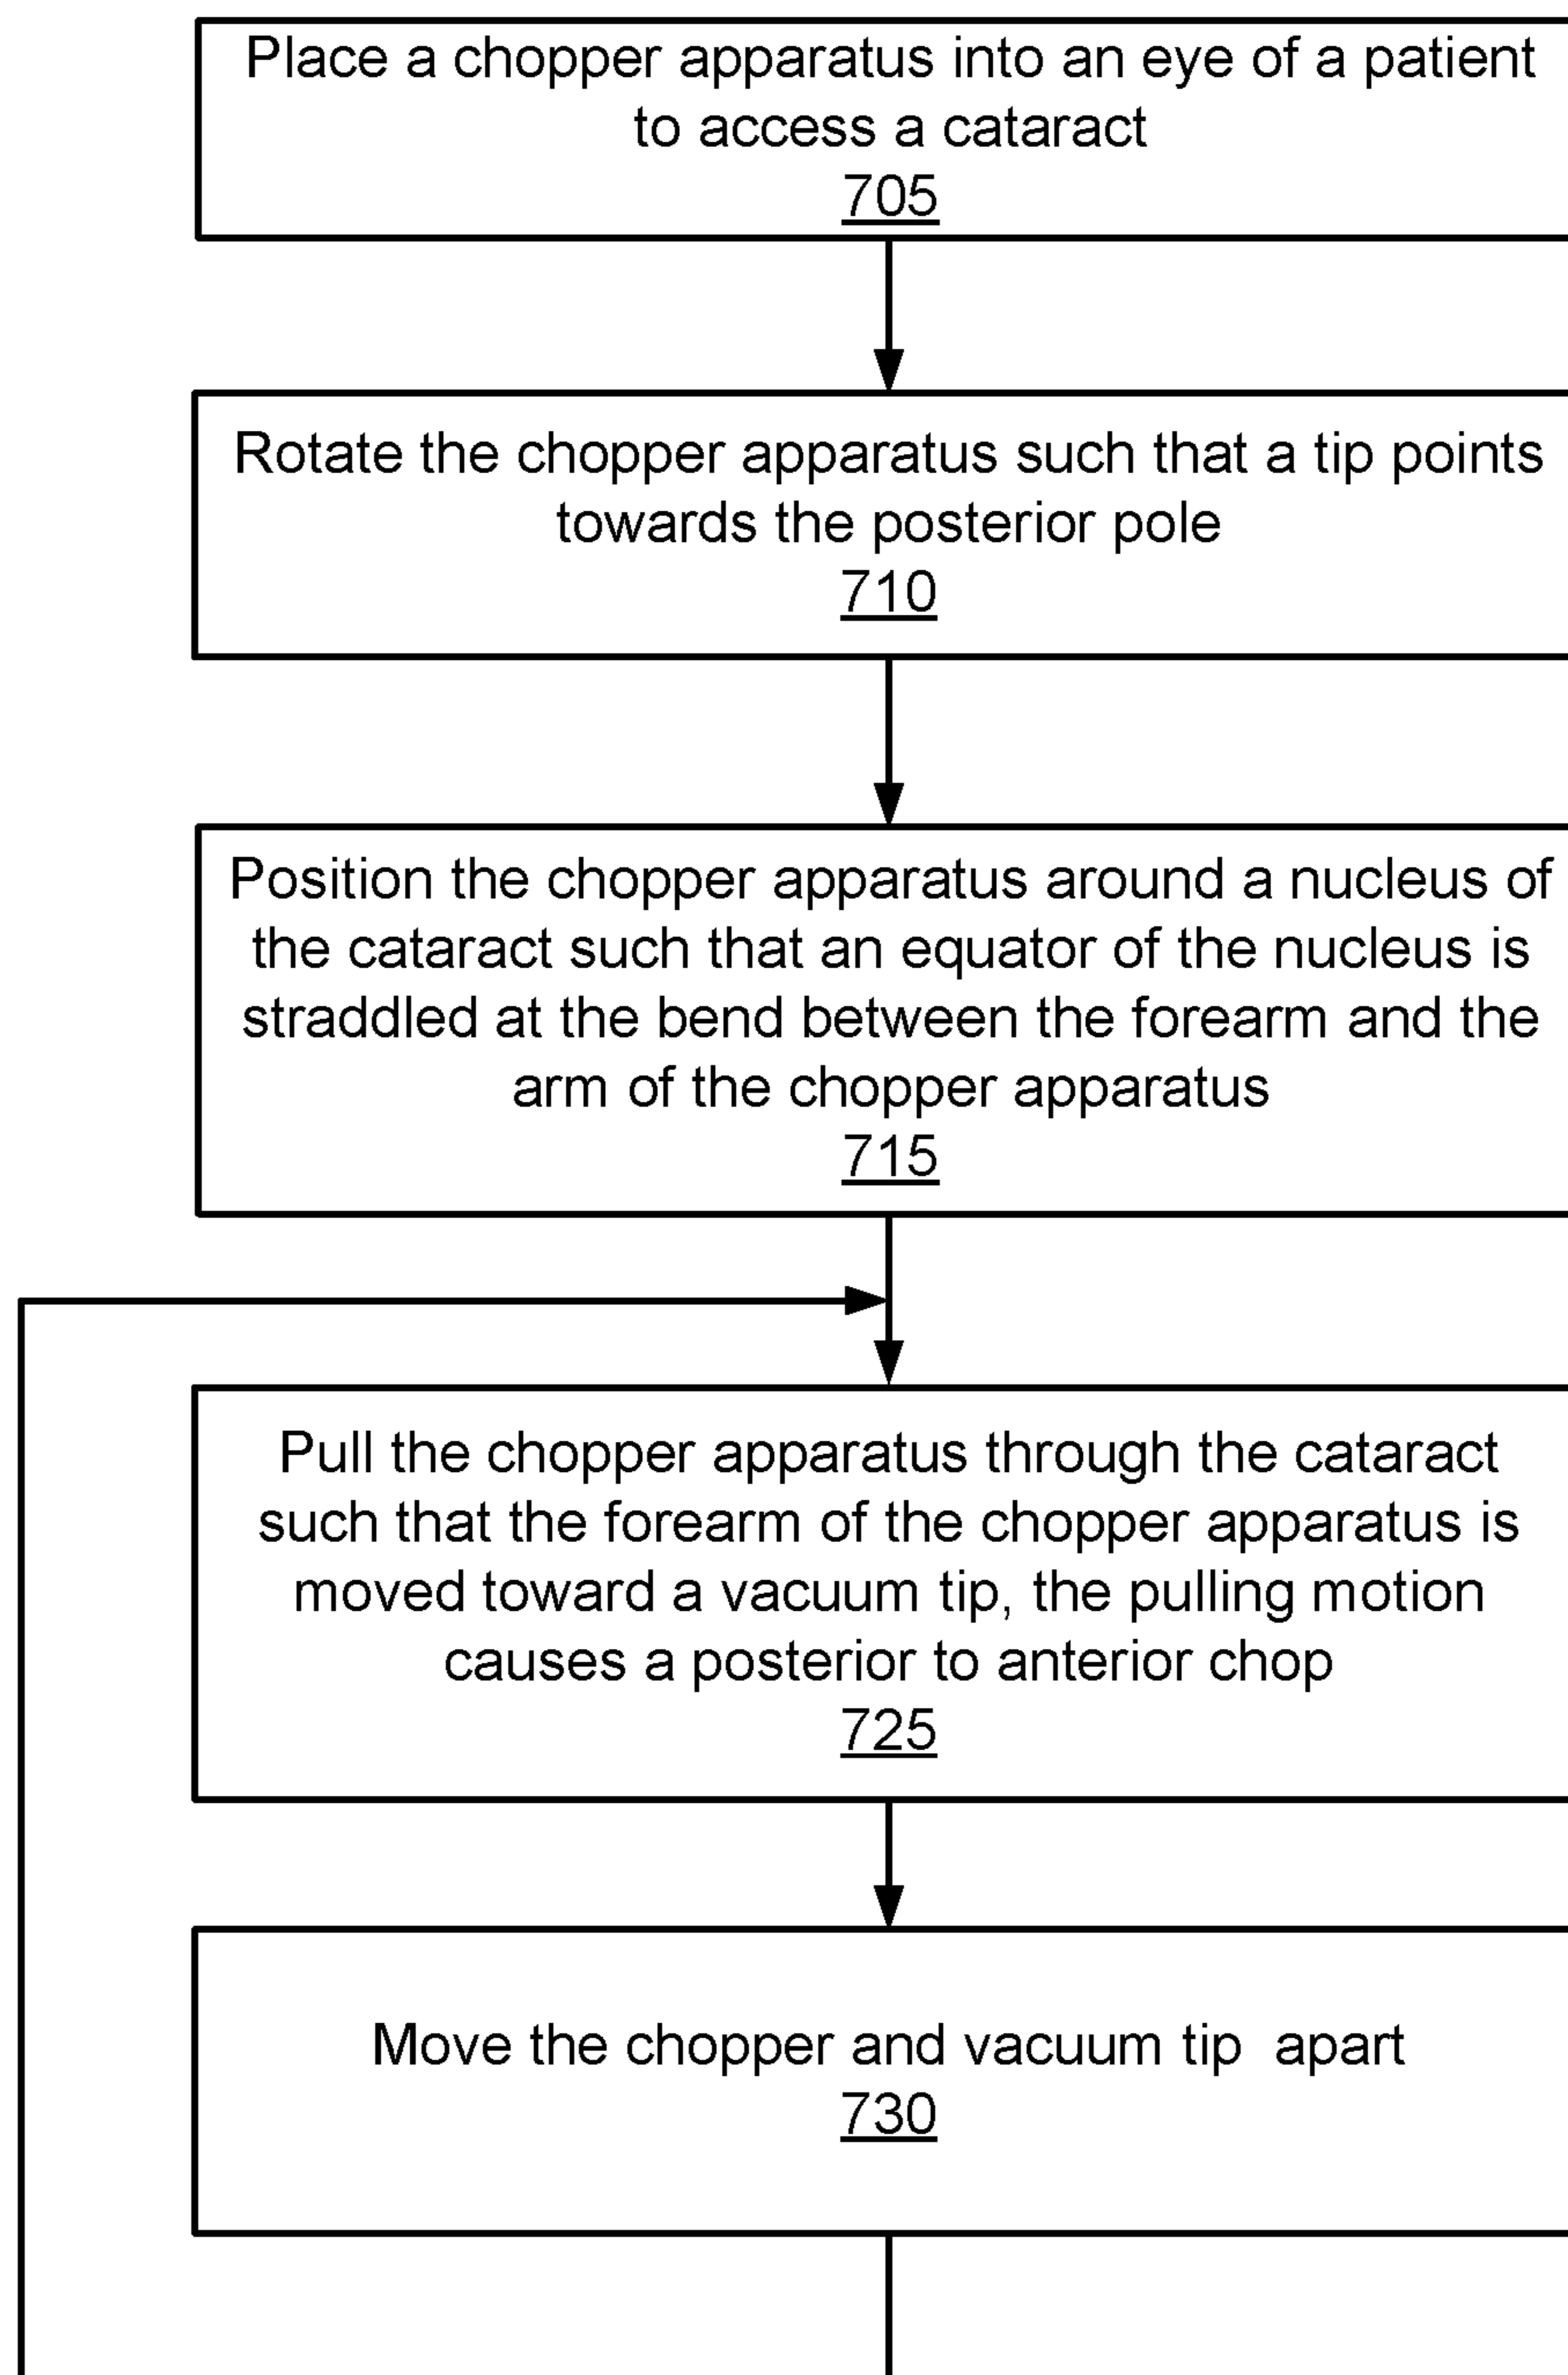 Place a chopper apparatus into an eye of a patient
to access a cataract
705
Rotate the chopper apparatus such that a tip points
towards the posterior pole
710
Position the chopper apparatus around a nucleus of
the cataract such that an equator of the nucleus is
straddled at the bend between the forearm and the
arm of the chopper apparatus
715
Pull the chopper apparatus through the cataract
such that the forearm of the chopper apparatus is
moved toward a vacuum tip, the pulling motion
causes a posterior to anterior chop
725
Move the chopper and vacuum tip  apart
730